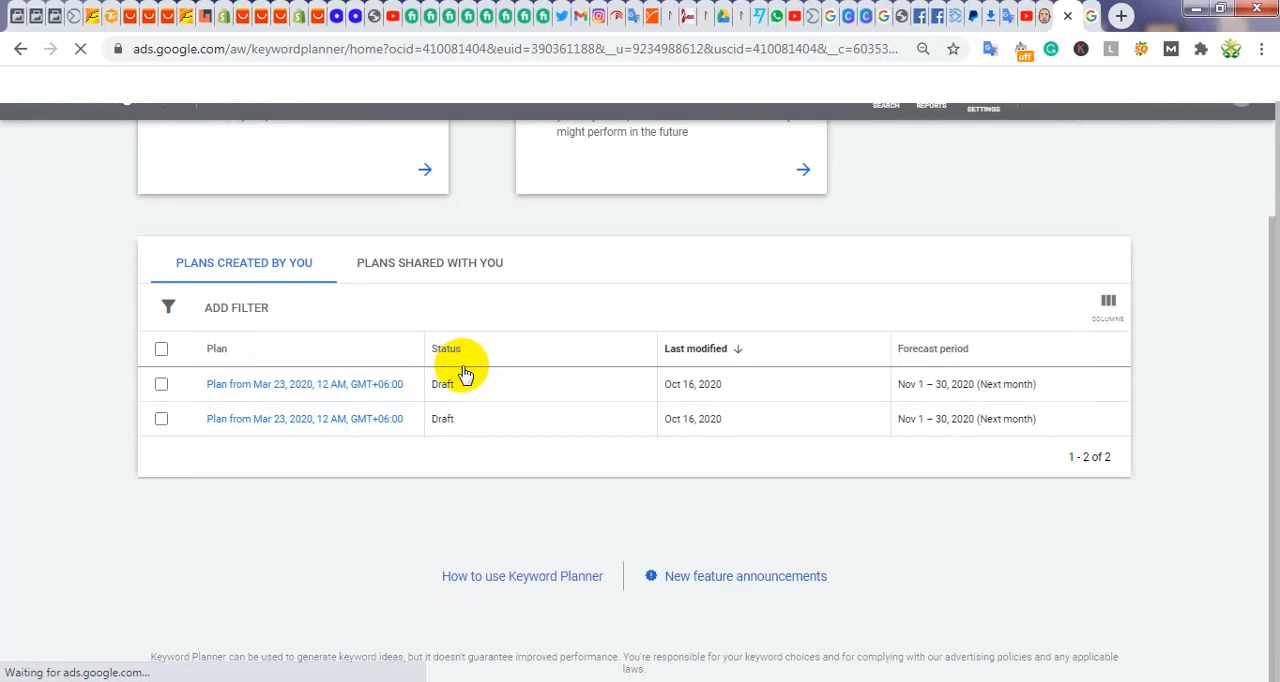 ads.google.com/aw/keywordplanner/home?ocid=410081404&euid=390361188&__u=9234988612&uscid=410081404&__c=60353...
off
SEARCH REPORTS SETTINGS
might perform in the future
PLANS CREATED BY YOU PLANS SHARED WITH YOU
ADD FILTER
COLUMNS
Plan Status Last modified Forecast period
Plan from Mar 23, 2020, 12 AM, GMT+06:00 Draft Oct 16, 2020 Nov 1 – 30, 2020 (Next month)
Plan from Mar 23, 2020, 12 AM, GMT+06:00 Draft Oct 16, 2020 Nov 1 – 30, 2020 (Next month)
1 - 2 of 2
How to use Keyword Planner New feature announcements
Keyword Planner can be used to generate keyword ideas, but it doesn't guarantee improved performance. You're responsible for your keyword choices and for complying with our advertising policies and any applicable
laws.
Waiting for ads.google.com...